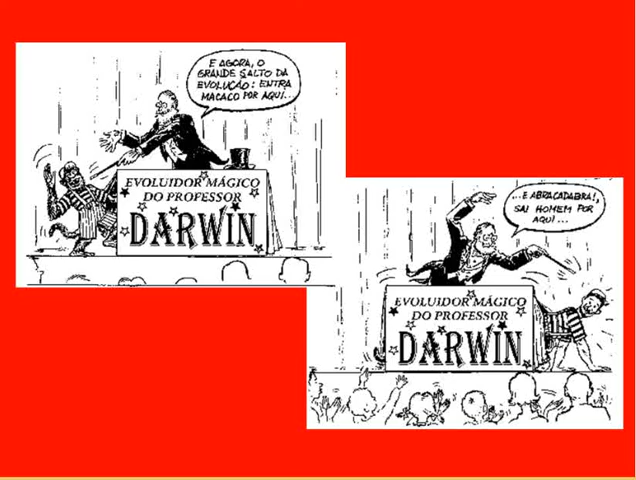 E AGORA, O
GRANDE SALTO DA
EVOLUÇÃO: ENTRA
MACACO POR AQUI...
EVOLUIDOR MÁGICO
DO PROFESSOR
DARWIN
...E ABRACADABRA!,
SAI HOMEM POR
AQUI...
EVOLUIDOR MÁGICO
DO PROFESSOR
DARWIN